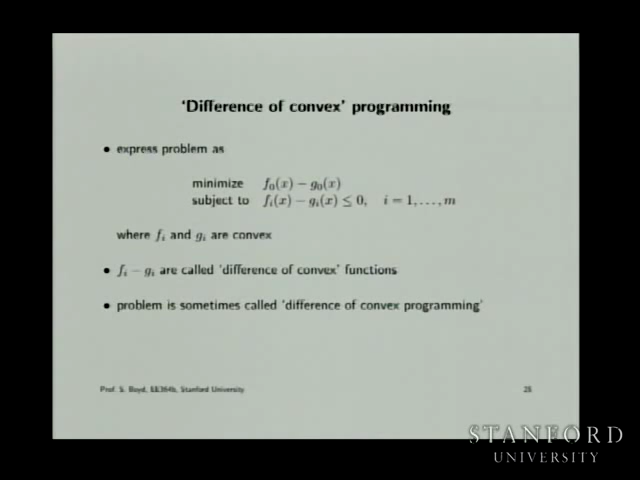 ‘Difference of convex’ programming
• express problem as
minimize f₀(x) − g₀(x)
subject to fᵢ(x) − gᵢ(x) ≤ 0, i = 1, . . . , m
where fᵢ and gᵢ are convex
• fᵢ − gᵢ are called ‘difference of convex’ functions
• problem is sometimes called ‘difference of convex programming’
Prof. S. Boyd, EE364b, Stanford University 25
STANFORD
UNIVERSITY